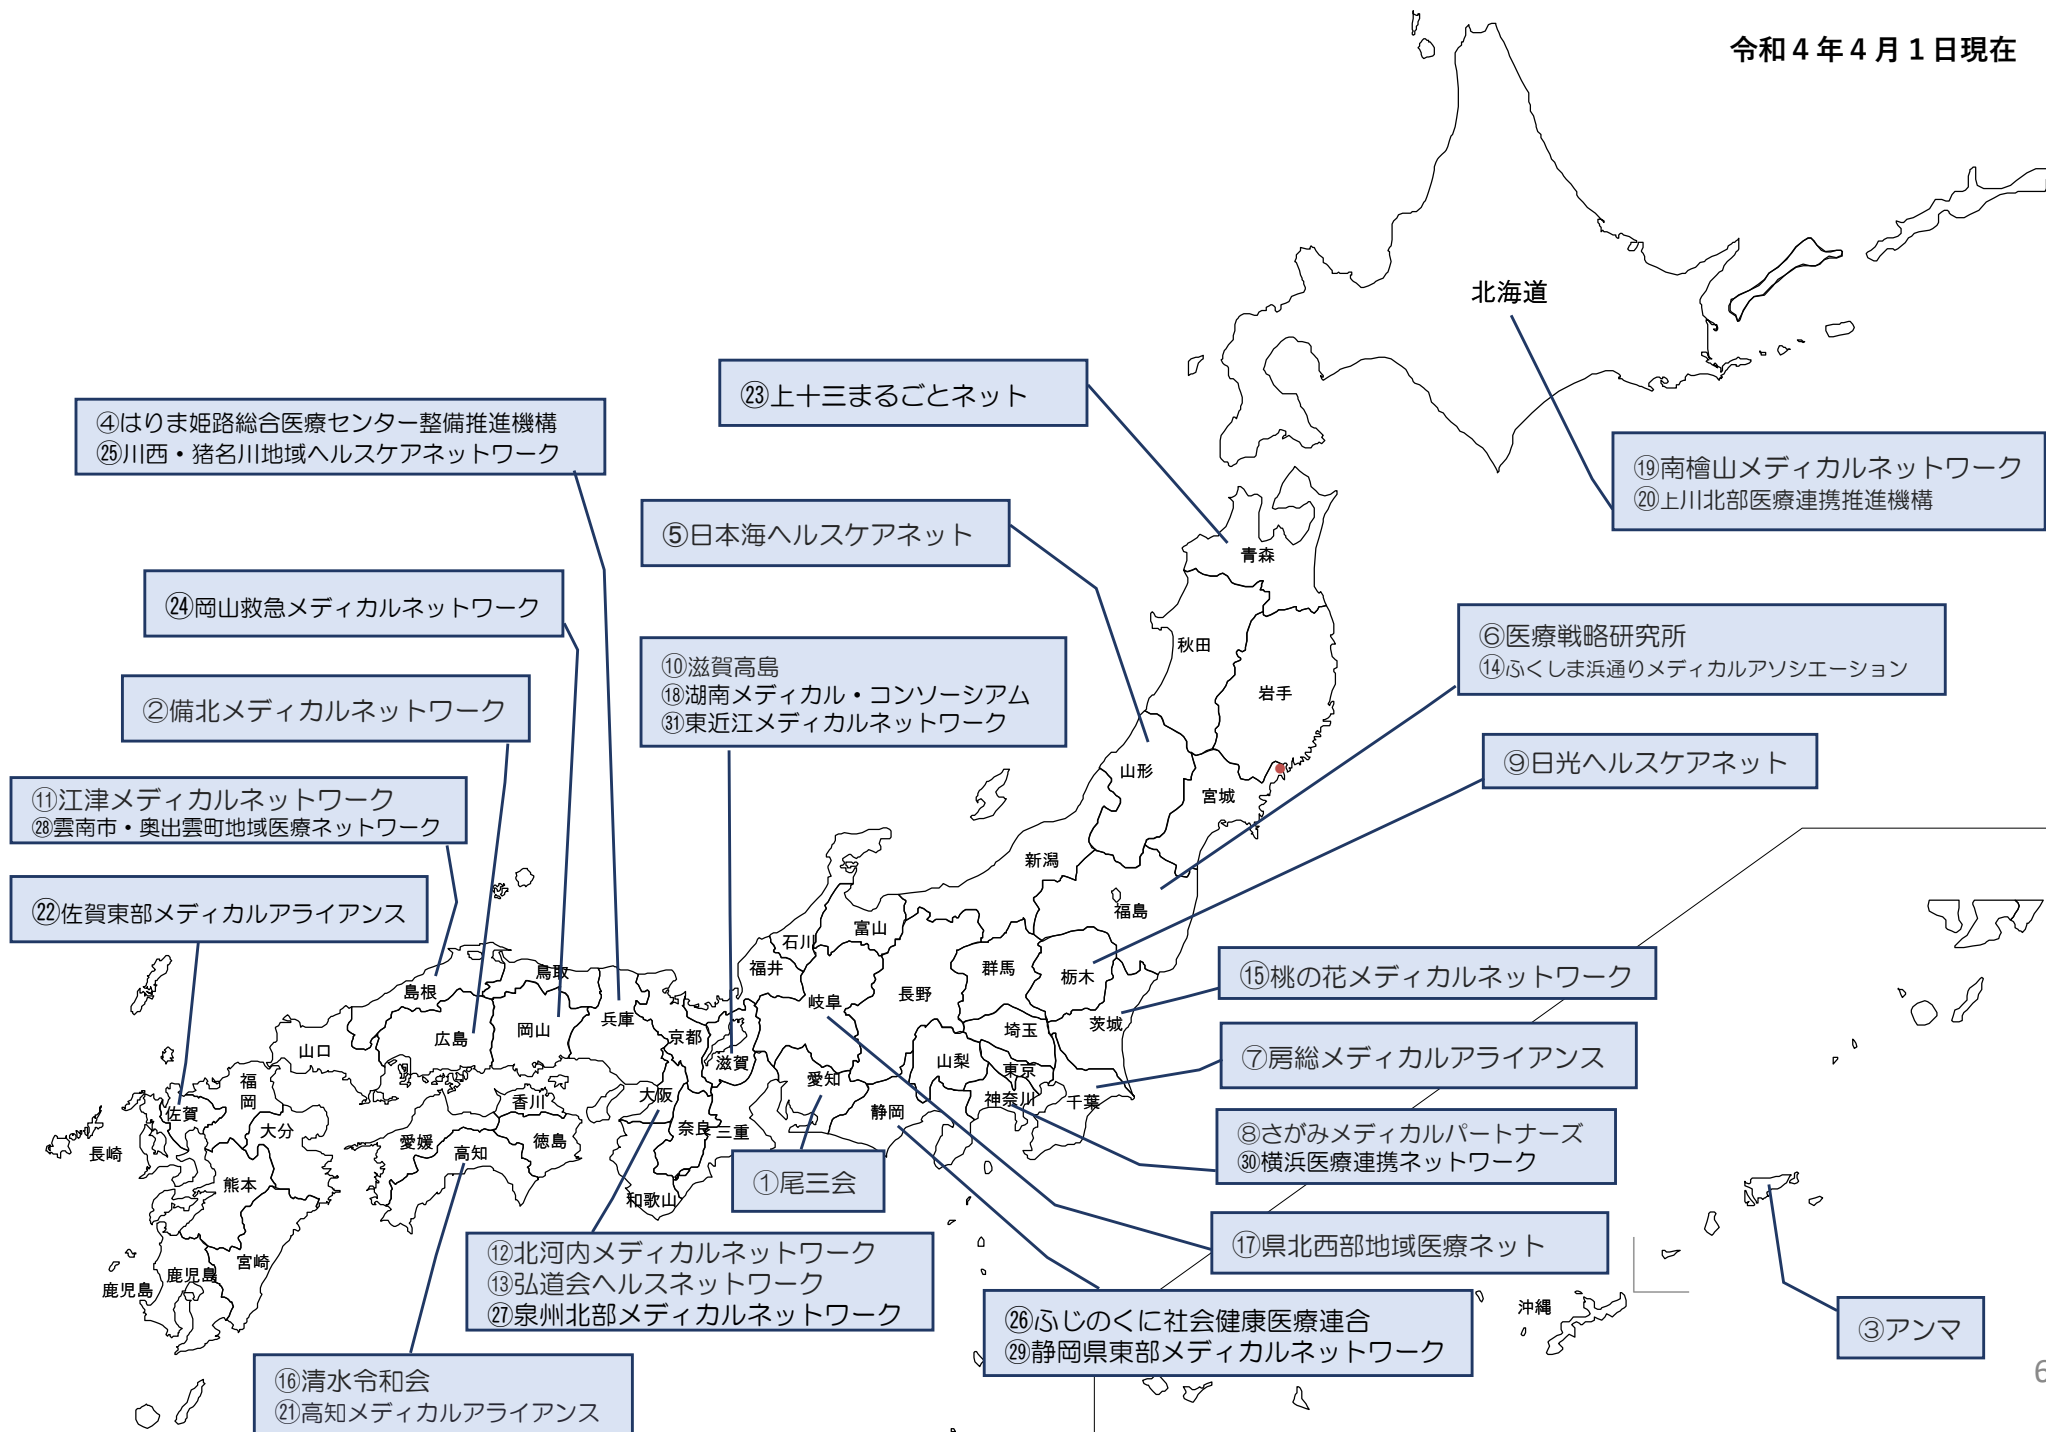 令和４年４月１日現在
北海道
㉓上十三まるごとネット
④はりま姫路総合医療センター整備推進機構
㉕川西・猪名川地域ヘルスケアネットワーク
⑲南檜山メディカルネットワーク
⑳上川北部医療連携推進機構
⑤日本海ヘルスケアネット
青森
㉔岡山救急メディカルネットワーク
⑥医療戦略研究所
⑭ふくしま浜通りメディカルアソシエーション
秋田
岩手
⑩滋賀高島
⑱湖南メディカル・コンソーシアム
㉛東近江メディカルネットワーク
②備北メディカルネットワーク
⑨日光ヘルスケアネット
山形
宮城
⑪江津メディカルネットワーク
㉘雲南市・奥出雲町地域医療ネットワーク
新潟
㉒佐賀東部メディカルアライアンス
福島
富山
石川
福井
群馬
栃木
⑮桃の花メディカルネットワーク
鳥取
島根
長野
岐阜
兵庫
岡山
広島
京都
埼玉
茨城
山口
滋賀
山梨
東京
⑦房総メディカルアライアンス
福岡
愛知
大阪
香川
静岡
神奈川
千葉
佐賀
大分
奈良
三重
愛媛
高知
徳島
長崎
⑧さがみメディカルパートナーズ
㉚横浜医療連携ネットワーク
熊本
和歌山
①尾三会
⑰県北西部地域医療ネット
⑫北河内メディカルネットワーク
⑬弘道会ヘルスネットワーク
㉗泉州北部メディカルネットワーク
宮崎
鹿児島
鹿児島
㉖ふじのくに社会健康医療連合
㉙静岡県東部メディカルネットワーク
沖縄
③アンマ
⑯清水令和会
㉑高知メディカルアライアンス
6